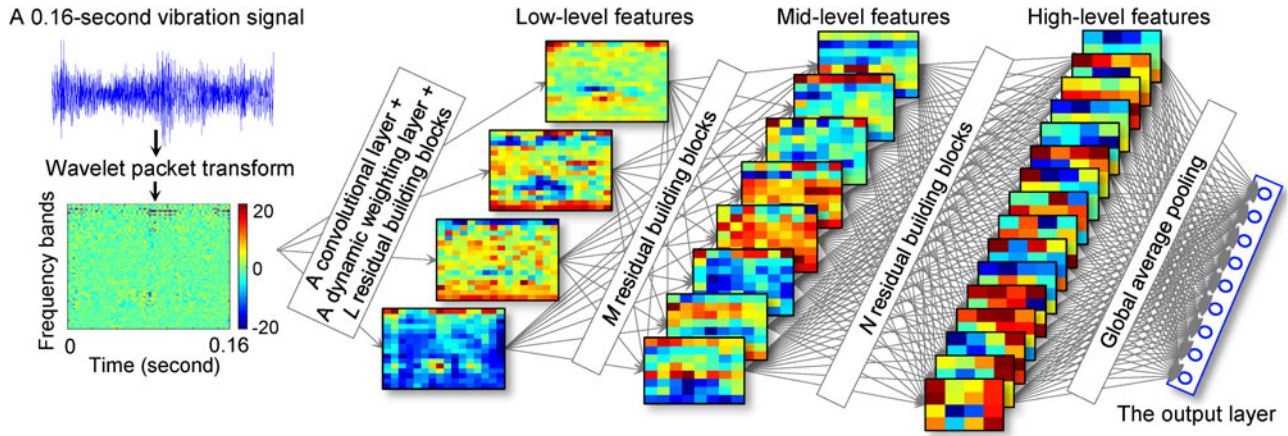 A 0.16-second vibration signal
Wavelet packet transform
Frequency bands
20
0
-20
0
0.16
Time (second)
A convolutional layer +
A dynamic weighting layer +
L residual building blocks
Low-level features
M residual building blocks
Mid-level features
N residual building blocks
High-level features
Global average pooling
The output layer